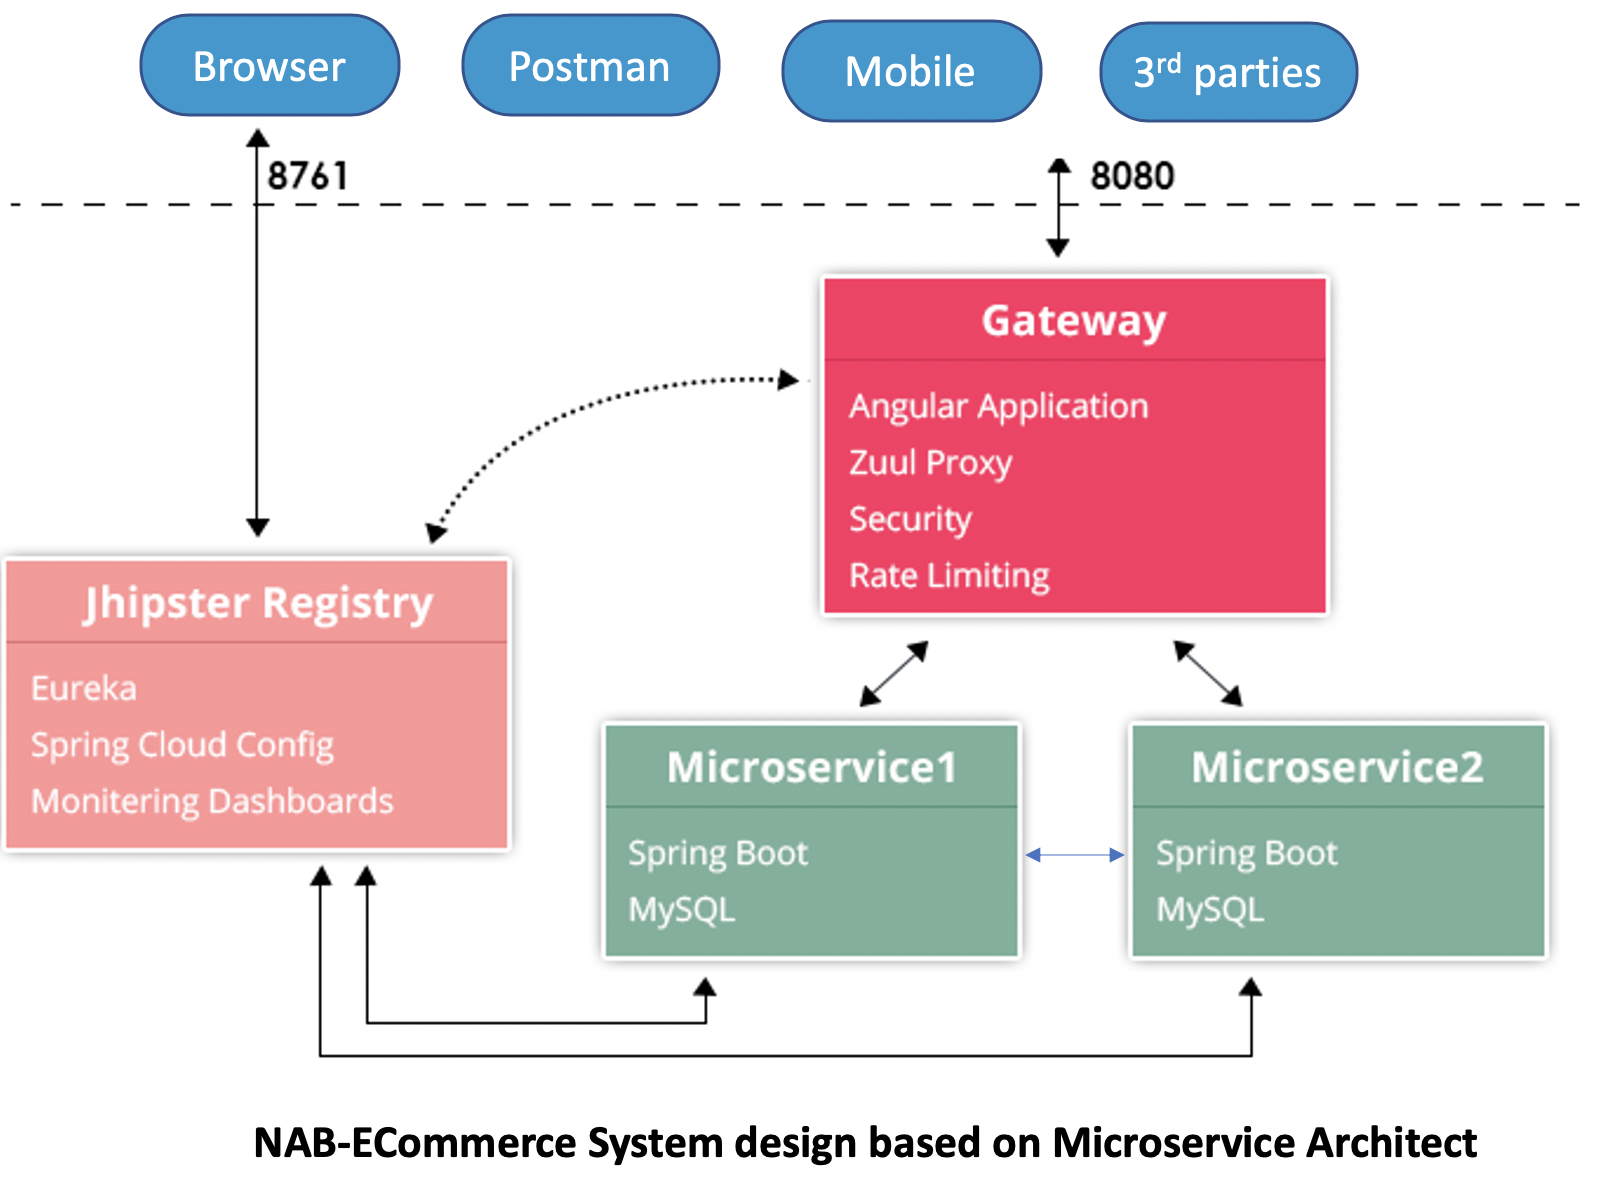 Browser
Postman
Mobile
3rd parties
8761
8080
Gateway
Angular Application
Zuul Proxy
Security
Rate Limiting
Jhipster Registry
Eureka
Spring Cloud Config
Monitering Dashboards
Microservice1
Spring Boot
MySQL
Microservice2
Spring Boot
MySQL
NAB-ECommerce System design based on Microservice Architect